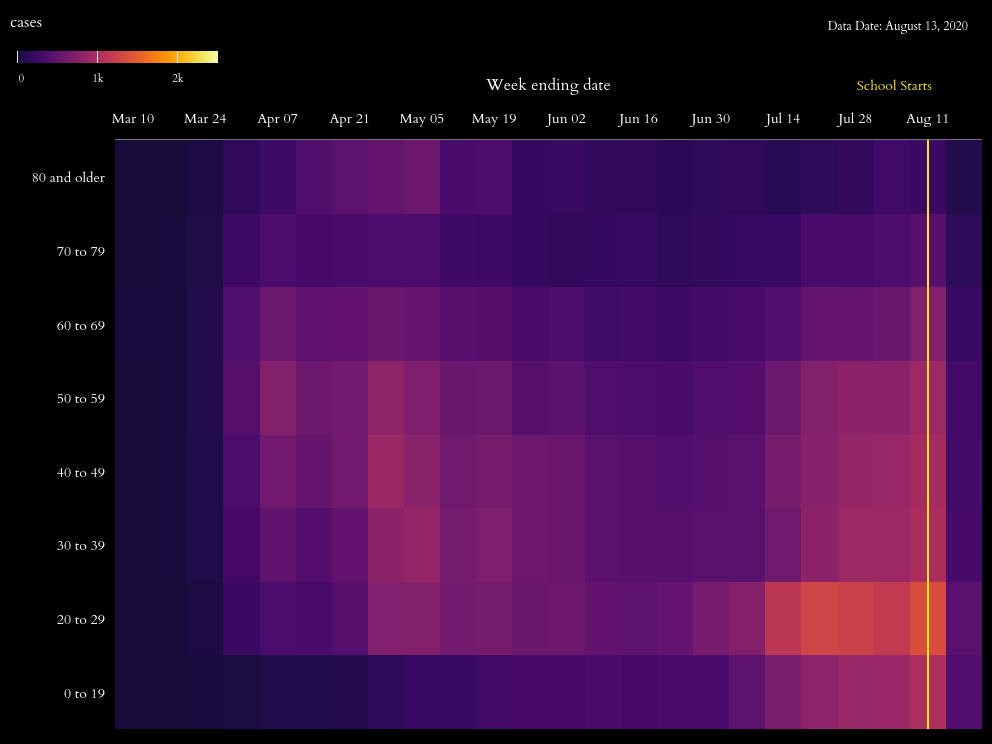 cases
Data Date: August 13, 2020
0 1k 2k
Week ending date
School Starts
Mar 10 Mar 24 Apr 07 Apr 21 May 05 May 19 Jun 02 Jun 16 Jun 30 Jul 14 Jul 28 Aug 11
80 and older
70 to 79
60 to 69
50 to 59
40 to 49
30 to 39
20 to 29
0 to 19